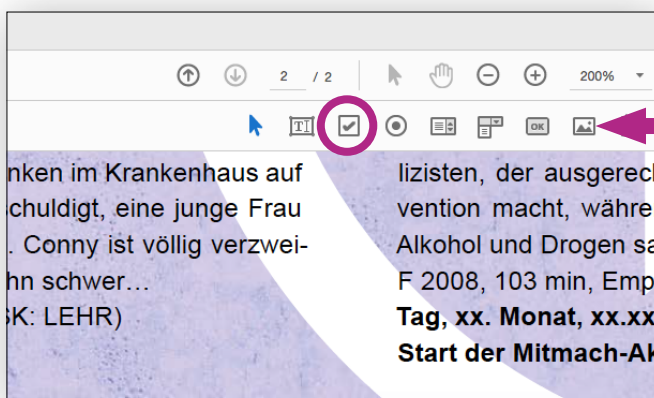 2 / 2 200%
TI OK
nken im Krankenhaus auf
schuldigt, eine junge Frau
. Conny ist völlig verzwei-
hn schwer…
SK: LEHR)
lizisten, der ausgerech
vention macht, währe
Alkohol und Drogen sa
F 2008, 103 min, Emp
Tag, xx. Monat, xx.xx
Start der Mitmach-Ak